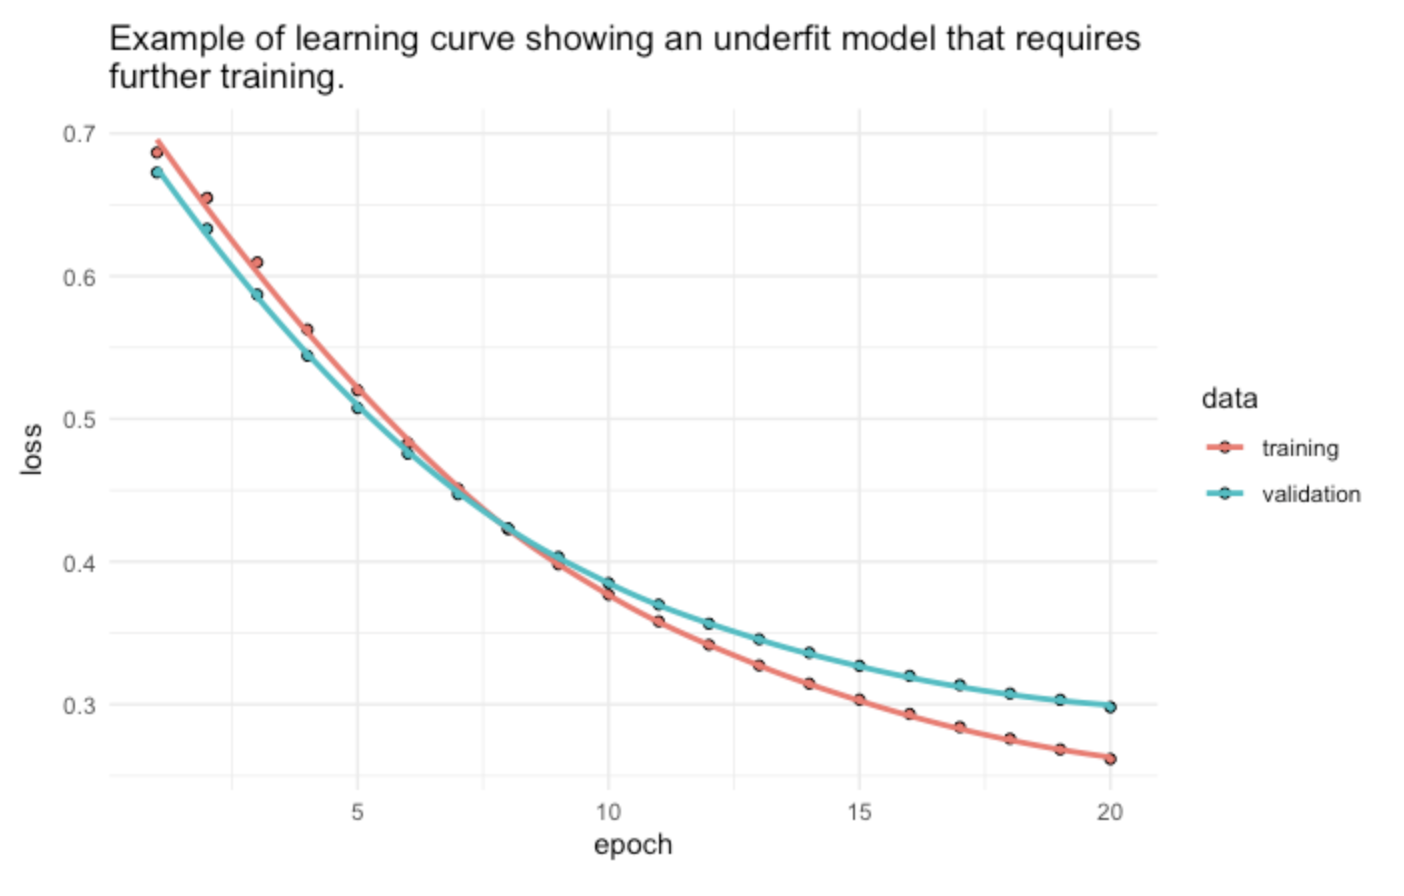 Example of learning curve showing an underfit model that requires
further training.
0.7
0.6
0.5
0.4
0.3
loss
5 10 15 20
epoch
data
training
validation